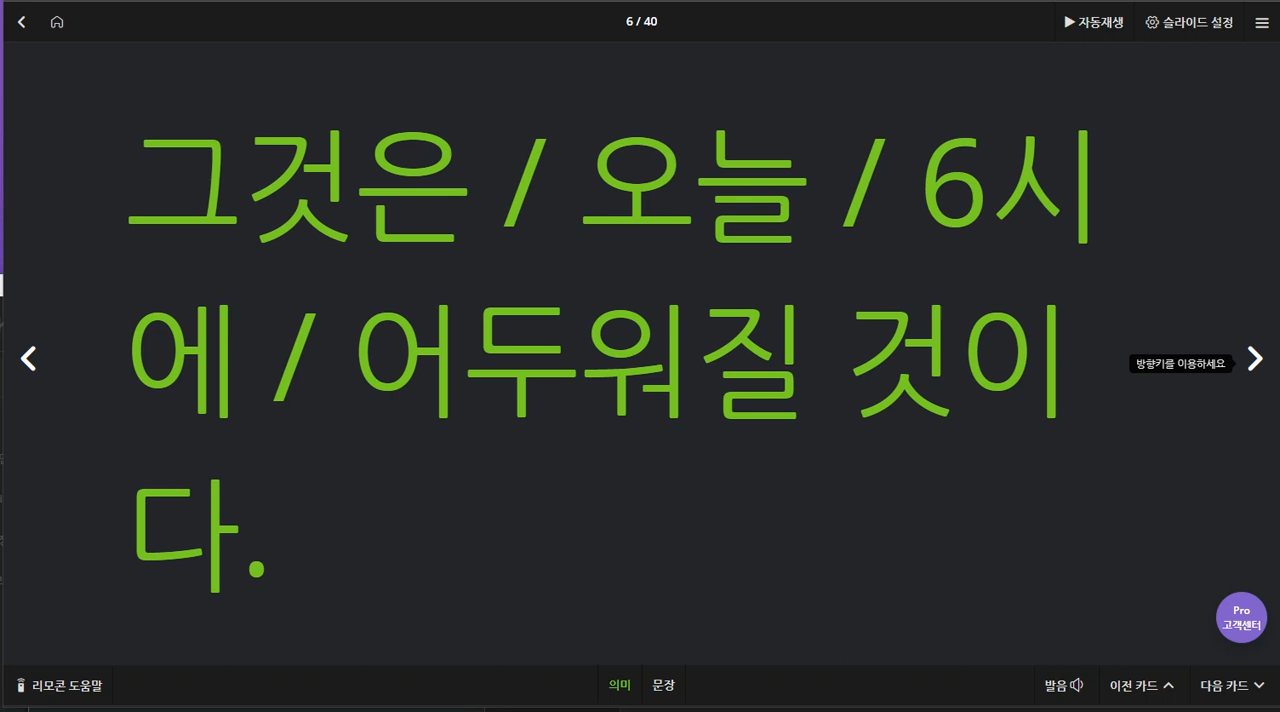 6 / 40
▶ 자동재생
슬라이드 설정
그것은 / 오늘 / 6시
에 / 어두워질 것이
다.
방향키를 이용하세요
Pro
고객센터
리모콘 도움말
의미
문장
발음
이전 카드
다음 카드